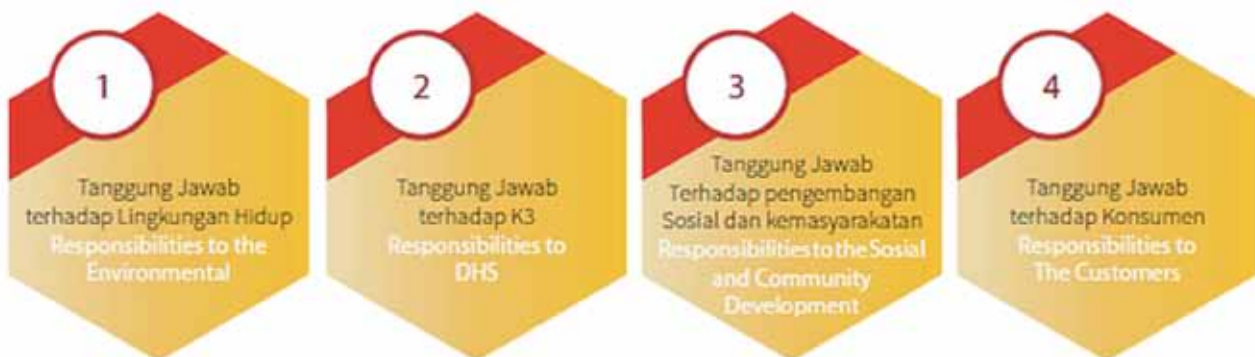 1
Tanggung Jawab
terhadap Lingkungan Hidup
Responsibilities to the
Environmental
2
Tanggung Jawab
terhadap K3
Responsibilities to
DHS
3
Tanggung Jawab
Terhadap pengembangan
Sosial dan kemasyarakatan
Responsibilities to the Sosial
and Community
Development
4
Tanggung Jawab
terhadap Konsumen
Responsibilities to
The Customers